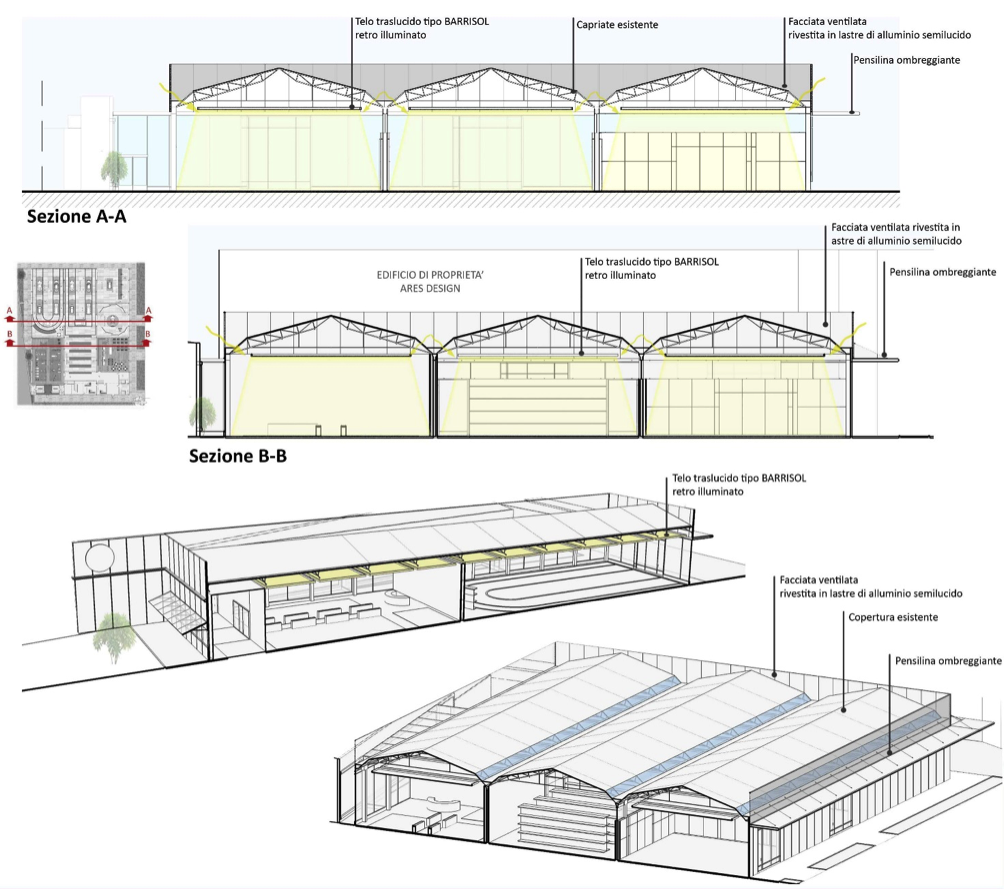 Telo traslucido tipo BARRISOL
retro illuminato
Capriate esistente
Facciata ventilata
rivestita in lastre di alluminio semilucido
Pensilina ombreggiante
Sezione A-A
Facciata ventilata rivestita in
astre di alluminio semilucido
Telo traslucido tipo BARRISOL
retro illuminato
EDIFICIO DI PROPRIETA'
ARES DESIGN
Pensilina ombreggiante
A
A
B
B
Sezione B-B
Telo traslucido tipo BARRISOL
retro illuminato
Facciata ventilata
rivestita in lastre di alluminio semilucido
Copertura esistente
Pensilina ombreggiante